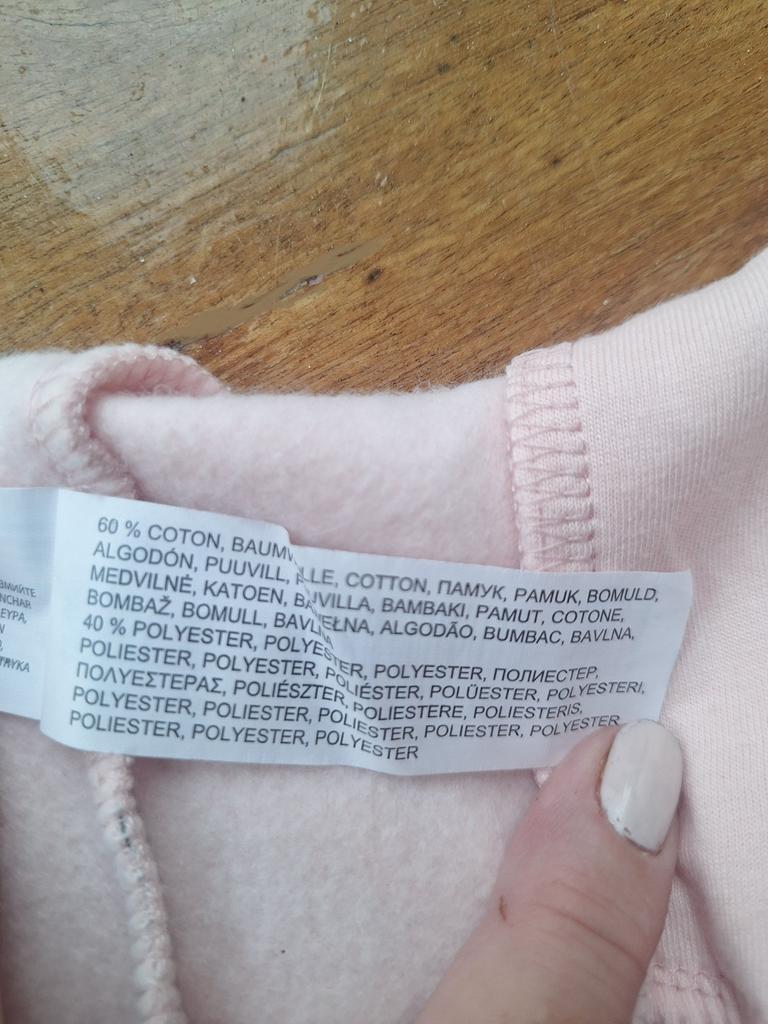 60 % COTON, BAUMW LLE, COTTON, ПАМУК, PAMUK, BOMULD,
ALGODÓN, PUUVILL, BAVILLA, BAMBAKI, PAMUT, COTONE,
MEDVILNĖ, KATOEN, ALGODÃO, BUMBAC, BAVLNA,
BOMBAŽ, BOMULL,
40 % POLYESTER, POLYESTER, POLYESTER, ПОЛИЕСТЕР,
POLIESTER, POLYESTER, POLIÉSTER, POLÜESTER, POLYESTERI,
ΠΟΛΥΕΣΤΕΡΑΣ, POLIÉSZTER, POLIESTERE, POLIESTERIS,
POLYESTER, POLIESTER, POLIESTER, POLIESTER, POLYESTER
POLIESTER, POLYESTER, POLYESTER